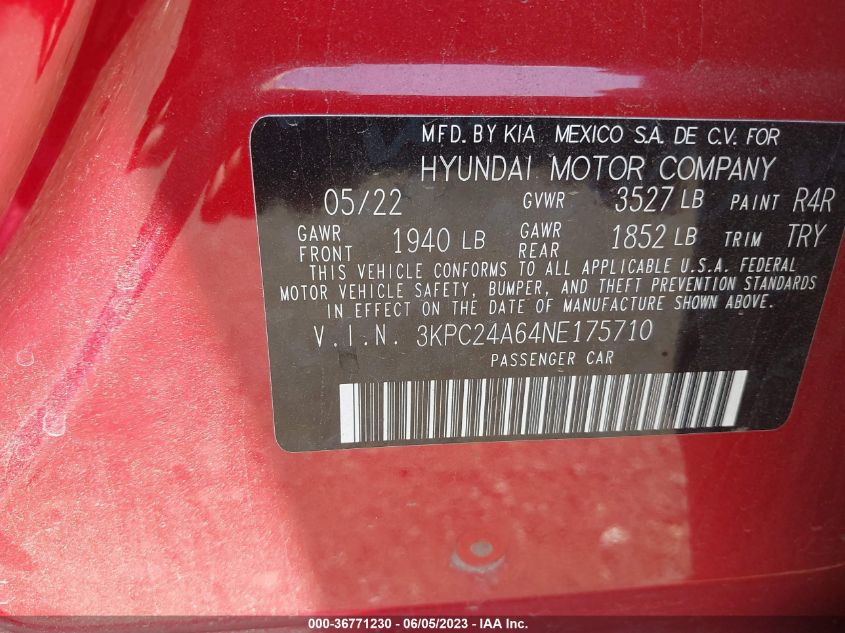 MFD. BY KIA MEXICO S.A. DE C.V. FOR
HYUNDAI MOTOR COMPANY
05/22 GVWR 3527 LB PAINT R4R
GAWR FRONT 1940 LB GAWR REAR 1852 LB TRIM TRY
THIS VEHICLE CONFORMS TO ALL APPLICABLE U.S.A. FEDERAL
MOTOR VEHICLE SAFETY, BUMPER, AND THEFT PREVENTION STANDARDS
IN EFFECT ON THE DATE OF MANUFACTURE SHOWN ABOVE.
V.I.N. 3KPC24A64NE175710
PASSENGER CAR
000-36771230 - 06/05/2023 - IAA Inc.